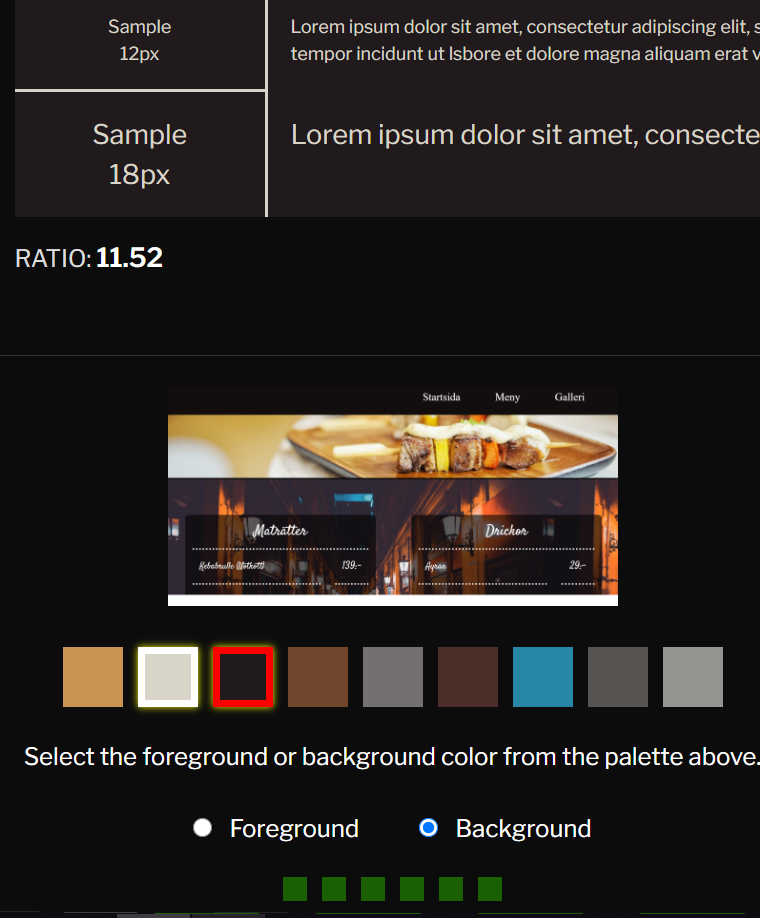 Sample
12px
Lorem ipsum dolor sit amet, consectetur adipiscing elit, s
tempor incidunt ut lsbore et dolore magna aliquam erat v
Sample
18px
Lorem ipsum dolor sit amet, consecte
RATIO: 11.52
Startsida Meny Galleri
Maträtter
Drickor
139:-
Ayran
29:-
Select the foreground or background color from the palette above.
Foreground
Background